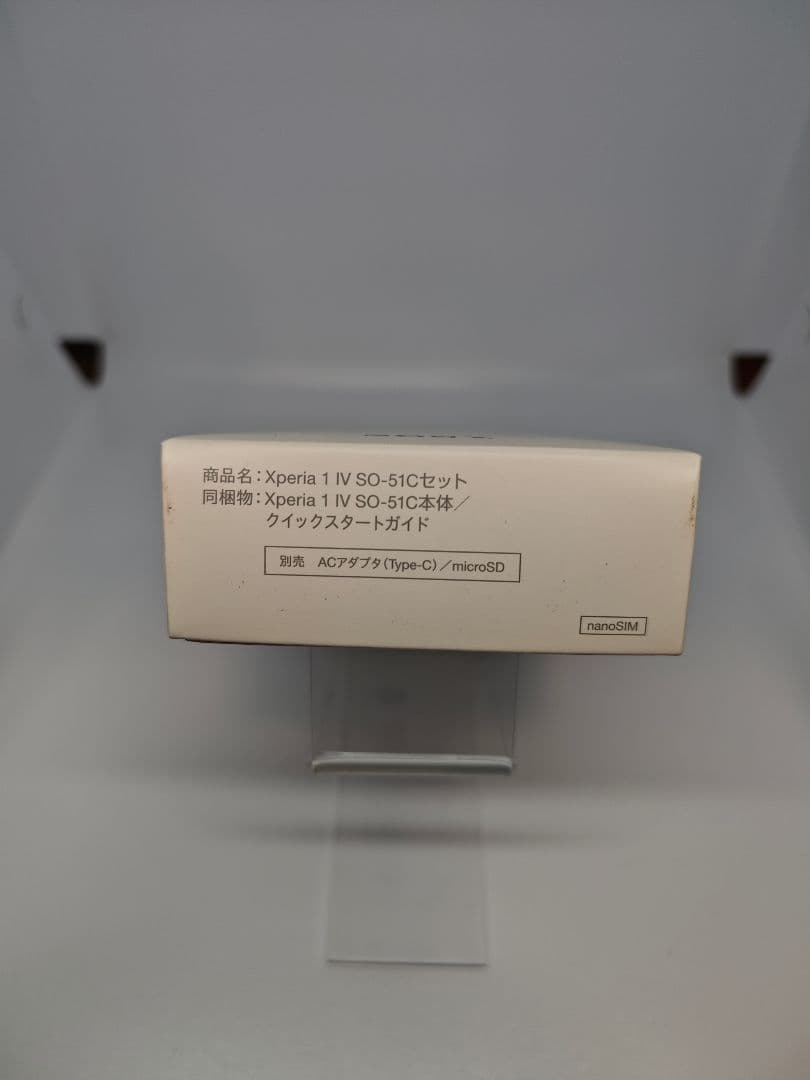 商品名：Xperia 1 IV SO-51Cセット
同梱物：Xperia 1 IV SO-51C本体／
クイックスタートガイド
別売　ACアダプタ（Type-C）／microSD
nanoSIM